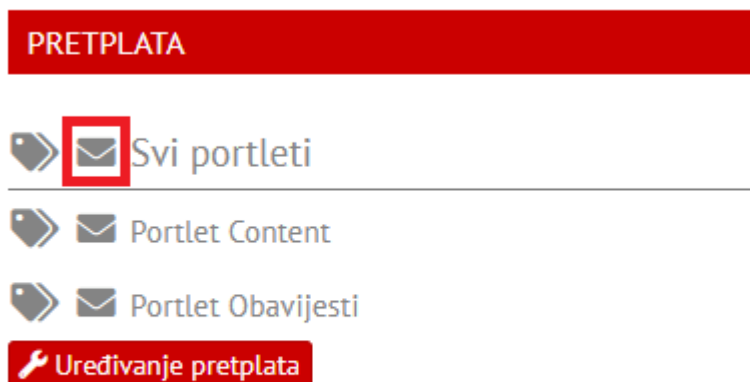 PRETPLATA
Svi portleti
Portlet Content
Portlet Obavijesti
Uređivanje pretplata